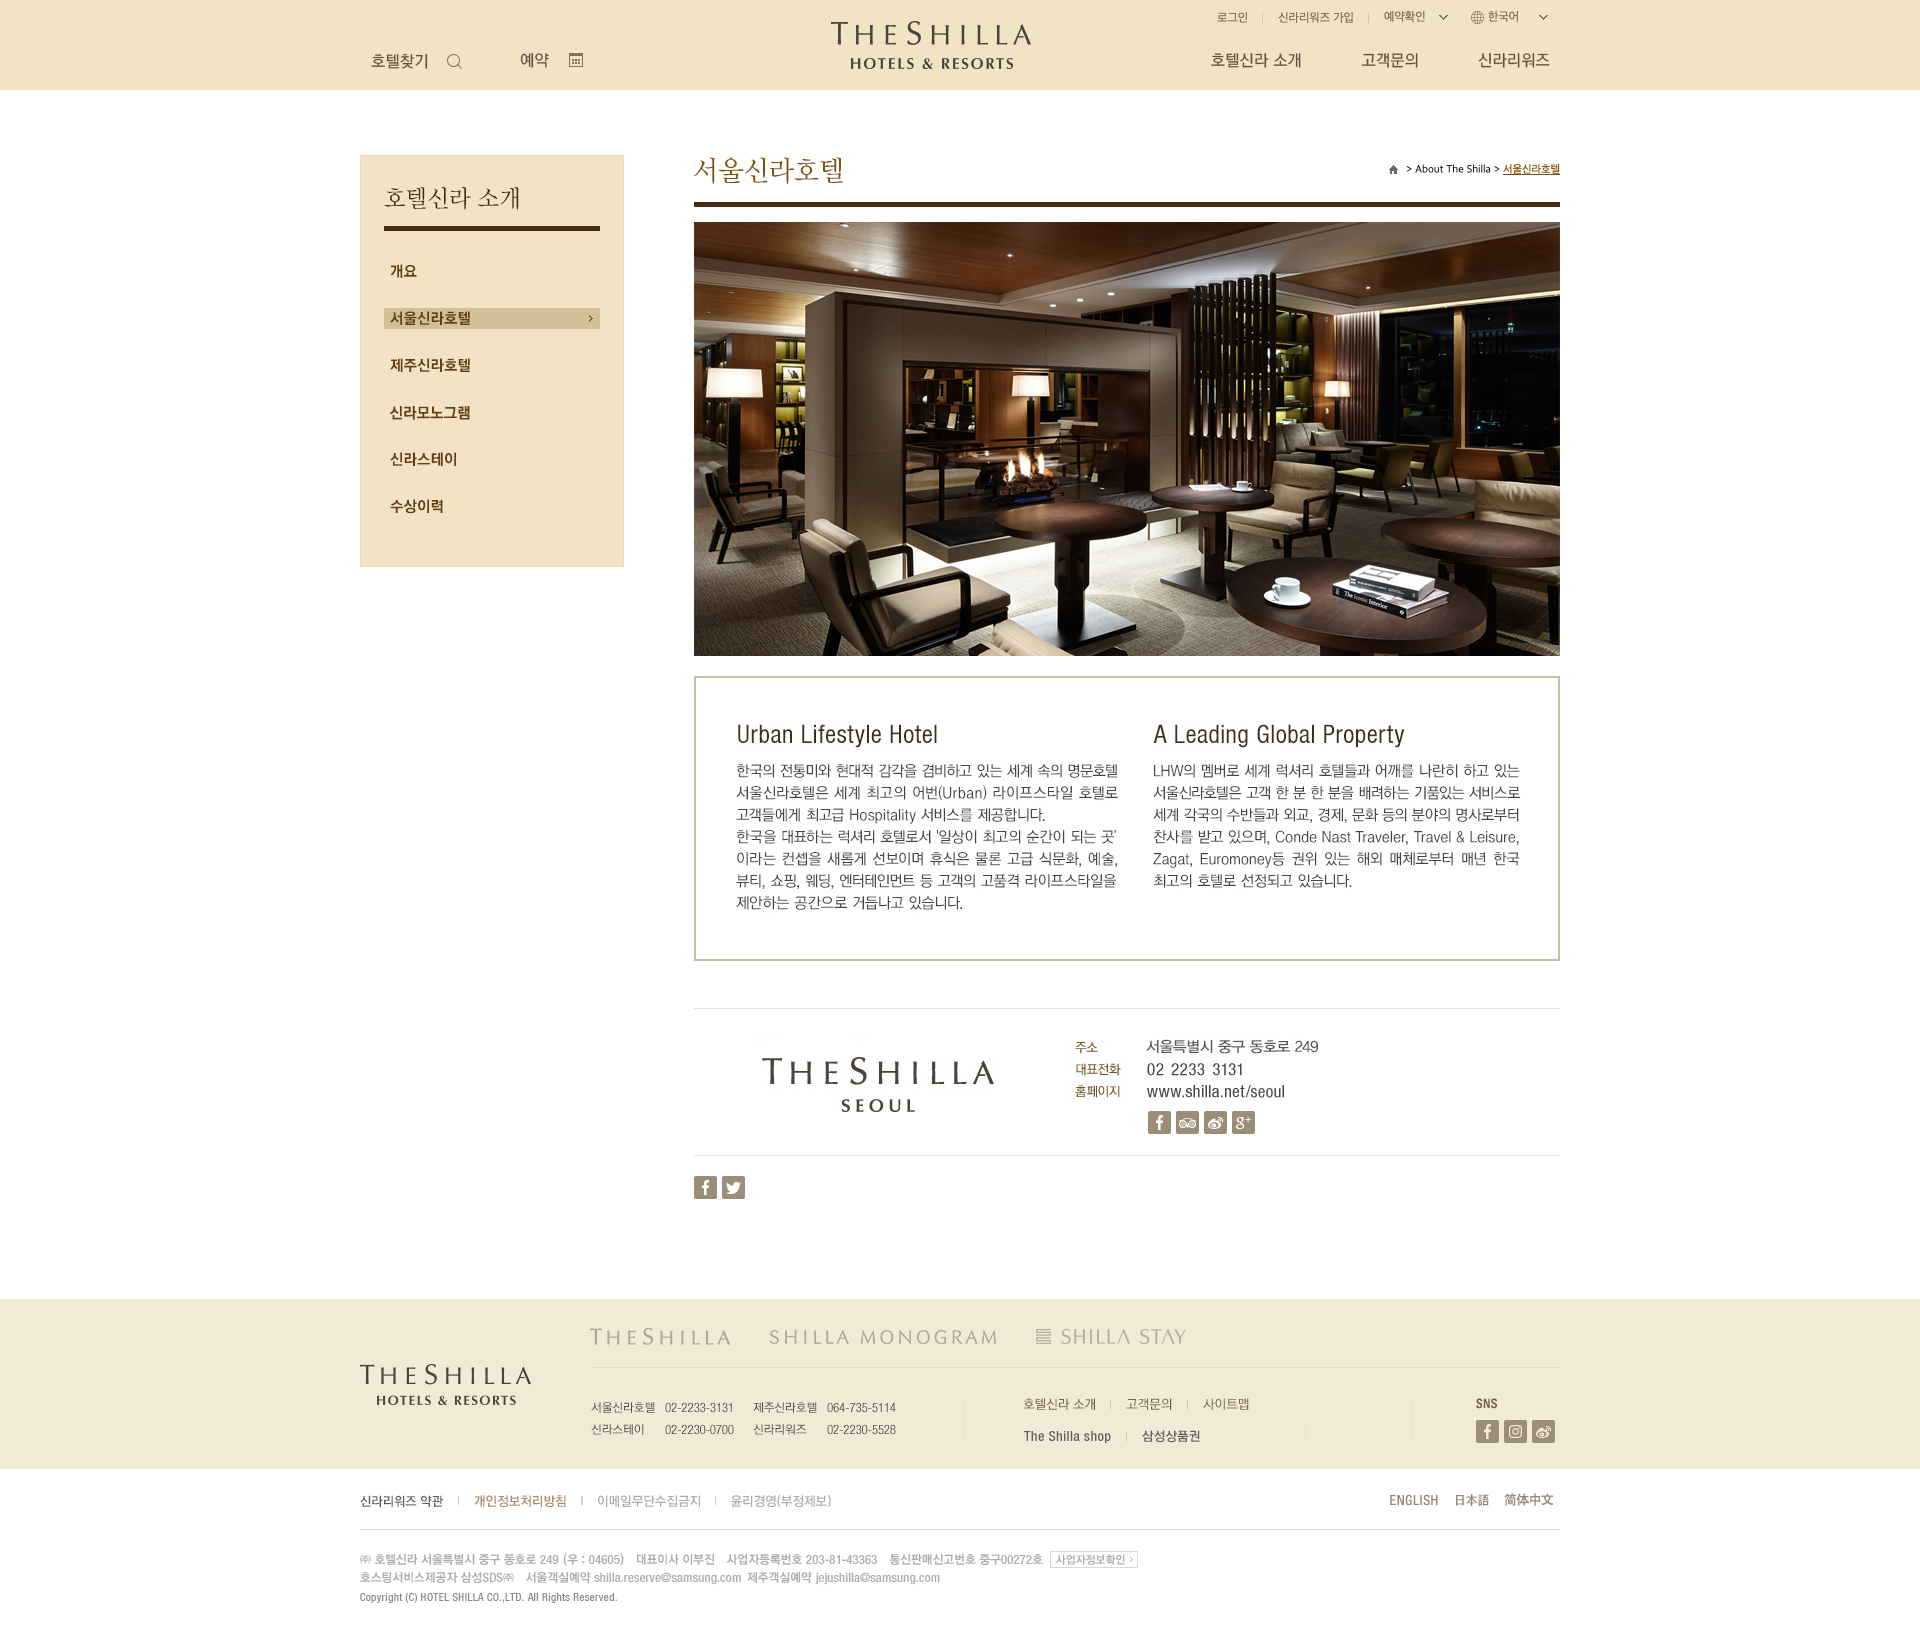 로그인
신라리워즈 가입
예약확인
한국어
호텔찾기
예약
THE SHILLA
HOTELS & RESORTS
호텔신라 소개
고객문의
신라리워즈
호텔신라 소개
개요
서울신라호텔
제주신라호텔
신라모노그램
신라스테이
수상이력
서울신라호텔
> About The Shilla > 서울신라호텔
The Iconic Interior
Urban Lifestyle Hotel
한국의 전통미와 현대적 감각을 겸비하고 있는 세계 속의 명문호텔
서울신라호텔은 세계 최고의 어번(Urban) 라이프스타일 호텔로
고객들에게 최고급 Hospitality 서비스를 제공합니다.
한국을 대표하는 럭셔리 호텔로서 '일상이 최고의 순간이 되는 곳'
이라는 컨셉을 새롭게 선보이며 휴식은 물론 고급 식문화, 예술,
뷰티, 쇼핑, 웨딩, 엔터테인먼트 등 고객의 고품격 라이프스타일을
제안하는 공간으로 거듭나고 있습니다.
A Leading Global Property
LHW의 멤버로 세계 럭셔리 호텔들과 어깨를 나란히 하고 있는
서울신라호텔은 고객 한 분 한 분을 배려하는 기품있는 서비스로
세계 각국의 수반들과 외교, 경제, 문화 등의 분야의 명사로부터
찬사를 받고 있으며, Conde Nast Traveler, Travel & Leisure,
Zagat, Euromoney등 권위 있는 해외 매체로부터 매년 한국
최고의 호텔로 선정되고 있습니다.
THE SHILLA
SEOUL
주소 서울특별시 중구 동호로 249
대표전화 02 2233 3131
홈페이지 www.shilla.net/seoul
THE SHILLA
SHILLA MONOGRAM
SHILLA STAY
THE SHILLA
HOTELS & RESORTS
서울신라호텔 02-2233-3131 제주신라호텔 064-735-5114
신라스테이 02-2230-0700 신라리워즈 02-2230-5528
호텔신라 소개 고객문의 사이트맵
The Shilla shop 삼성상품권
SNS
신라리워즈 약관 개인정보처리방침 이메일무단수집금지 윤리경영(부정제보)
ENGLISH 日本語 简体中文
㈜ 호텔신라 서울특별시 중구 동호로 249 (우 : 04605) 대표이사 이부진 사업자등록번호 203-81-43363 통신판매신고번호 중구00272호 사업자정보확인 >
호스팅서비스제공자 삼성SDS㈜ 서울객실예약 shilla.reserve@samsung.com 제주객실예약 jejushilla@samsung.com
Copyright (C) HOTEL SHILLA CO.,LTD. All Rights Reserved.